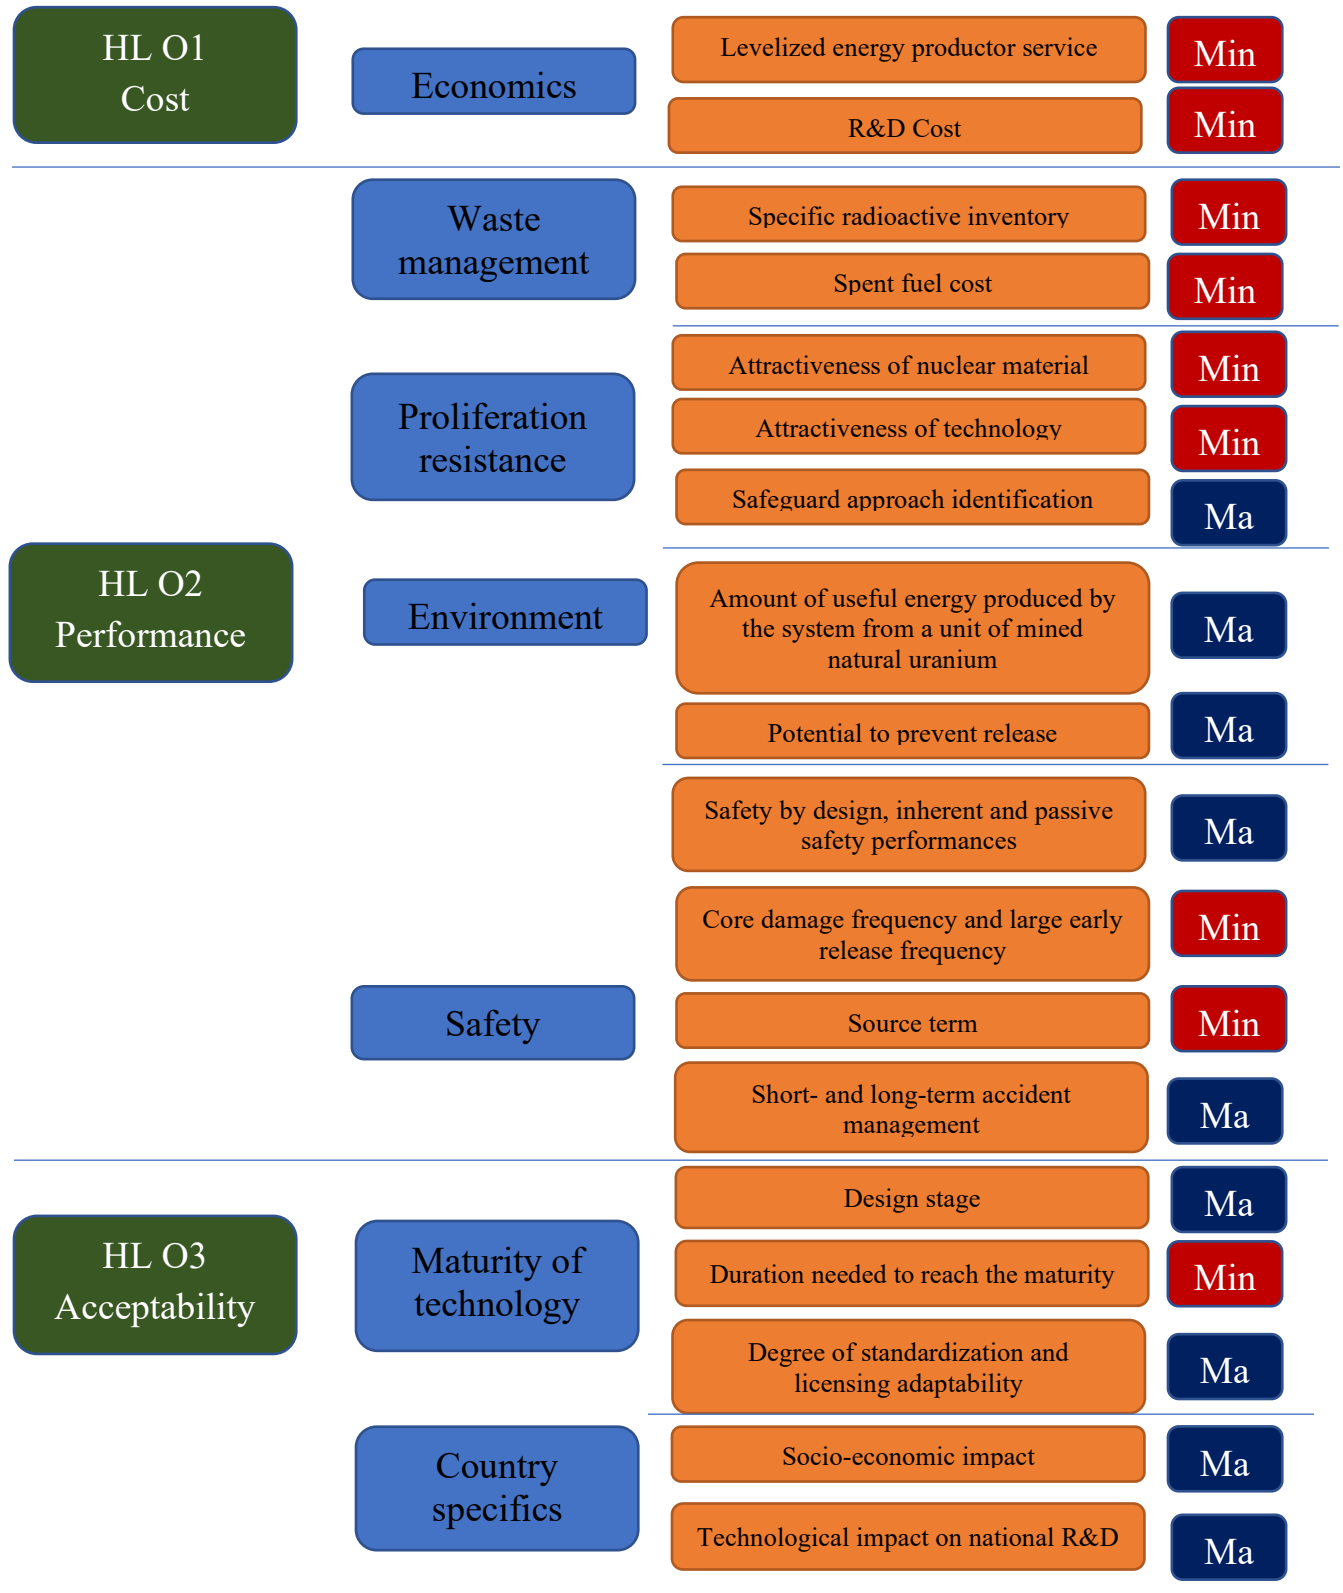 HL O1
Cost
Economics
Levelized energy productor service
Min
R&D Cost
Min
Waste
management
Specific radioactive inventory
Min
Spent fuel cost
Min
Proliferation
resistance
Attractiveness of nuclear material
Min
Attractiveness of technology
Min
Safeguard approach identification
Ma
HL O2
Performance
Environment
Amount of useful energy produced by
the system from a unit of mined
natural uranium
Ma
Potential to prevent release
Ma
Safety
Safety by design, inherent and passive
safety performances
Ma
Core damage frequency and large early
release frequency
Min
Source term
Min
Short- and long-term accident
management
Ma
HL O3
Acceptability
Maturity of
technology
Design stage
Ma
Duration needed to reach the maturity
Min
Degree of standardization and
licensing adaptability
Ma
Country
specifics
Socio-economic impact
Ma
Technological impact on national R&D
Ma